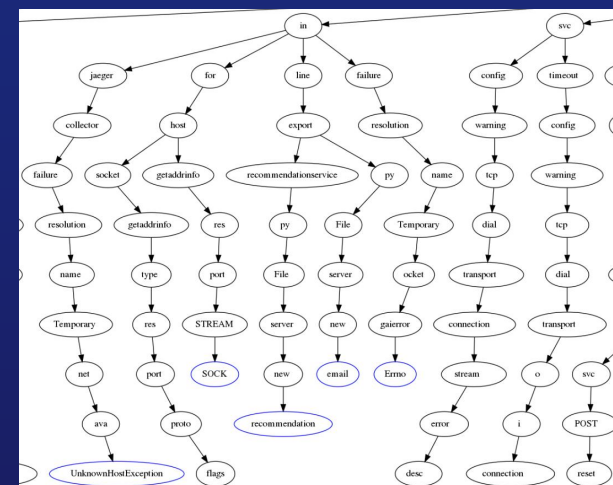 in svc
jaeger for line failure config timeout
collector host export resolution warning config
failure socket getaddrinfo recommendationservice py name tcp warning
resolution getaddrinfo res py File Temporary dial tcp
name type port File server ocket transport dial
Temporary res STREAM server new gaierror connection transport
net port SOCK new email Errno stream o svc
ava proto recommendation error i POST
UnknownHostException flags desc connection reset